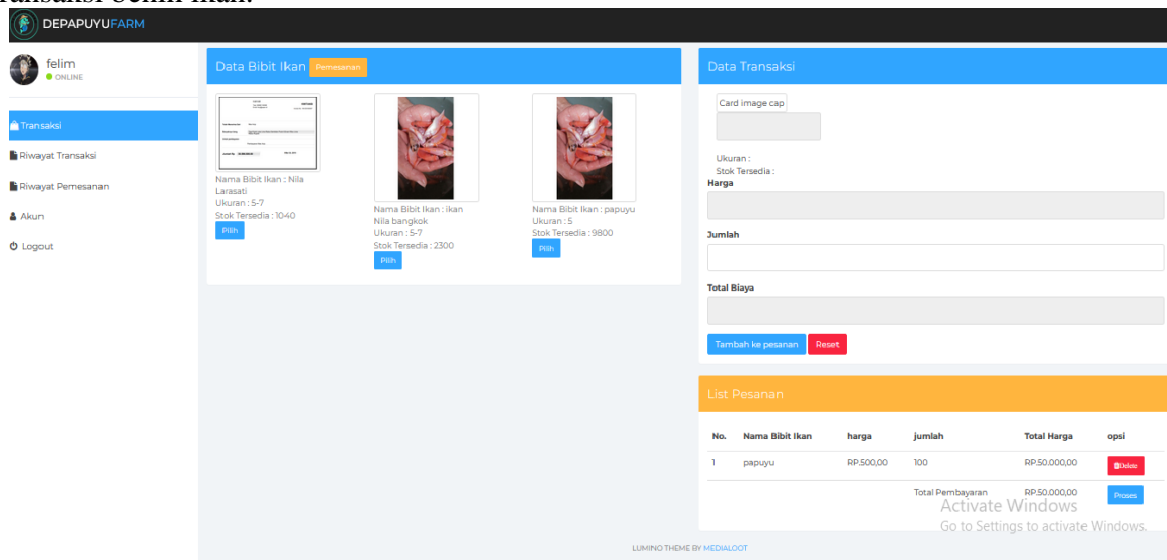 DEPAPUYUFARM
felim
ONLINE
Transaksi
Riwayat Transaksi
Riwayat Pemesanan
Akun
Logout
Data Bibit Ikan Pemesanan
Nama Bibit Ikan : Nila
Larasati
Ukuran : 5-7
Stok Tersedia : 1040
Pilih
Nama Bibit Ikan : ikan
Nila bangkok
Ukuran : 5-7
Stok Tersedia : 2300
Pilih
Nama Bibit Ikan : papuyu
Ukuran : 5
Stok Tersedia : 9800
Pilih
Data Transaksi
Card image cap
Ukuran :
Stok Tersedia :
Harga
Jumlah
Total Biaya
Tambah ke pesanan Reset
List Pesanan
No. Nama Bibit Ikan harga jumlah Total Harga opsi
1 papuyu RP.500,00 100 RP.50.000,00 Delete
Total Pembayaran RP.50.000,00 Proses
Activate Windows
Go to Settings to activate Windows.
LUMINO THEME BY MEDIALOOT